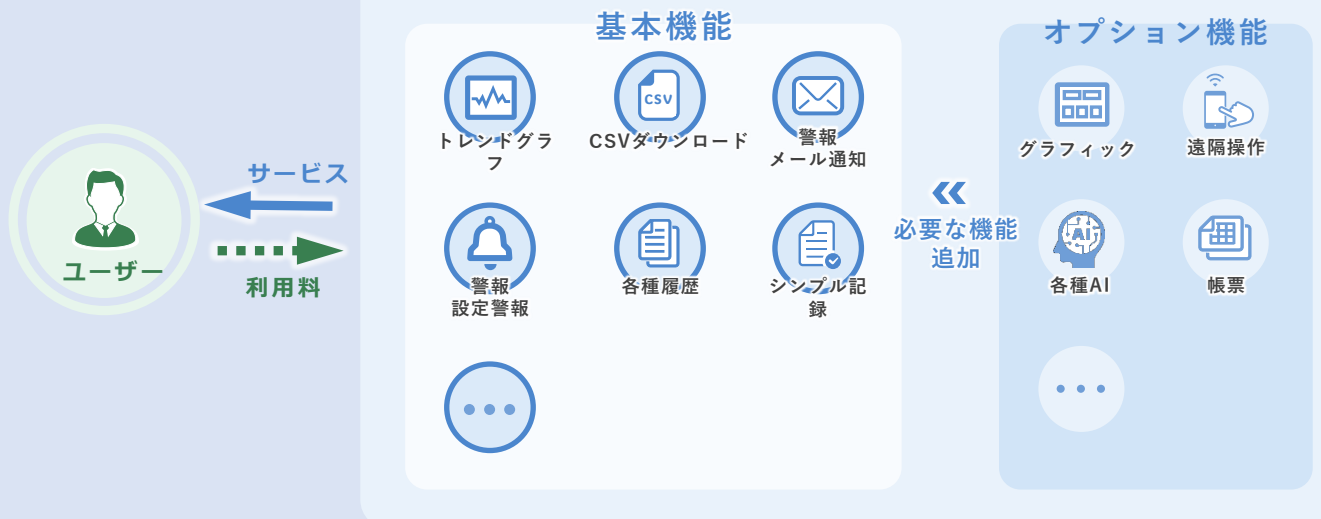 基本機能
オプション機能
CSV
トレンドグラ
フ
CSVダウンロード
警報
メール通知
グラフィック
遠隔操作
サービス
ユーザー
利用料
警報
設定警報
各種履歴
シンプル記
録
必要な機能
追加
AI
各種AI
帳票